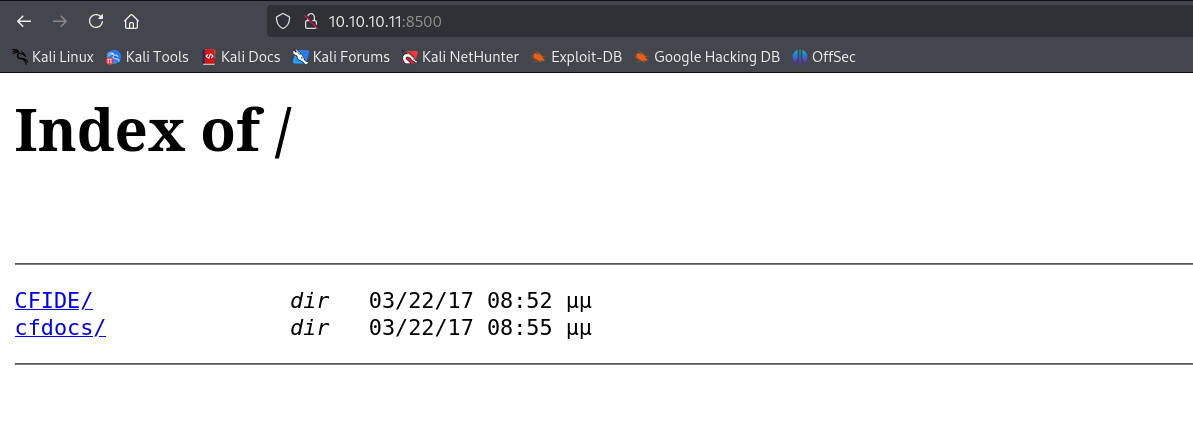 10.10.10.11:8500
Kali Linux Kali Tools Kali Docs Kali Forums Kali NetHunter Exploit-DB Google Hacking DB OffSec
Index of /
CFIDE/ dir 03/22/17 08:52 μμ
cfdocs/ dir 03/22/17 08:55 μμ